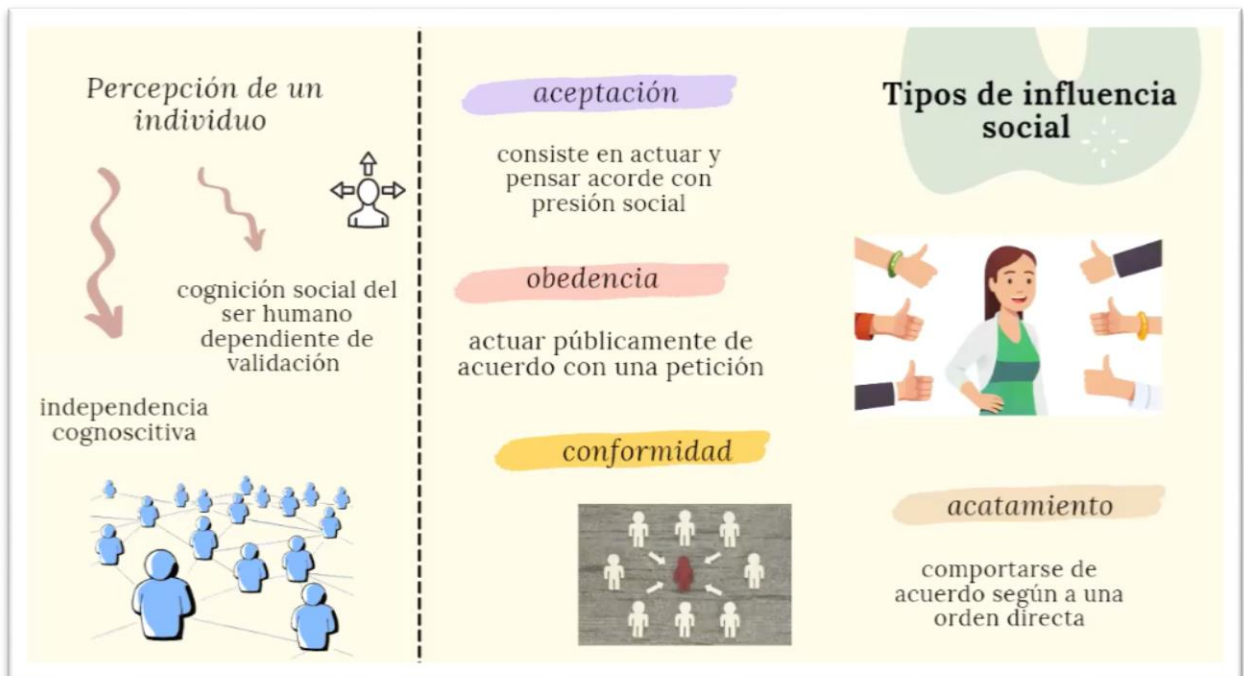 Percepción de un
individuo
cognición social del
ser humano
dependiente de
validación
independencia
cognoscitiva
aceptación
consiste en actuar y
pensar acorde con
presión social
obedencia
actuar públicamente de
acuerdo con una petición
conformidad
Tipos de influencia
social
acatamiento
comportarse de
acuerdo según a una
orden directa